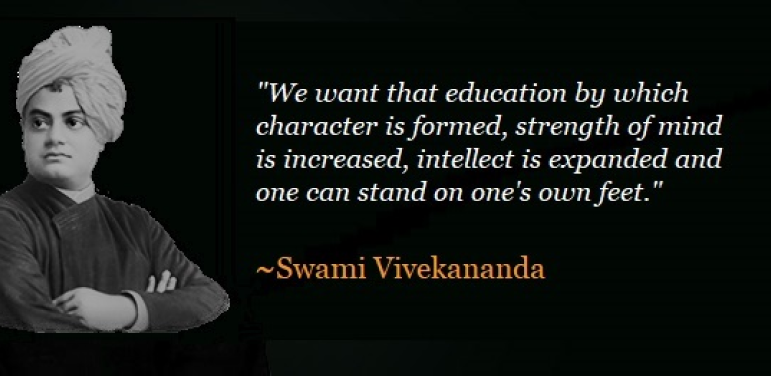 "We want that education by which
character is formed, strength of mind
is increased, intellect is expanded and
one can stand on one's own feet."
~Swami Vivekananda